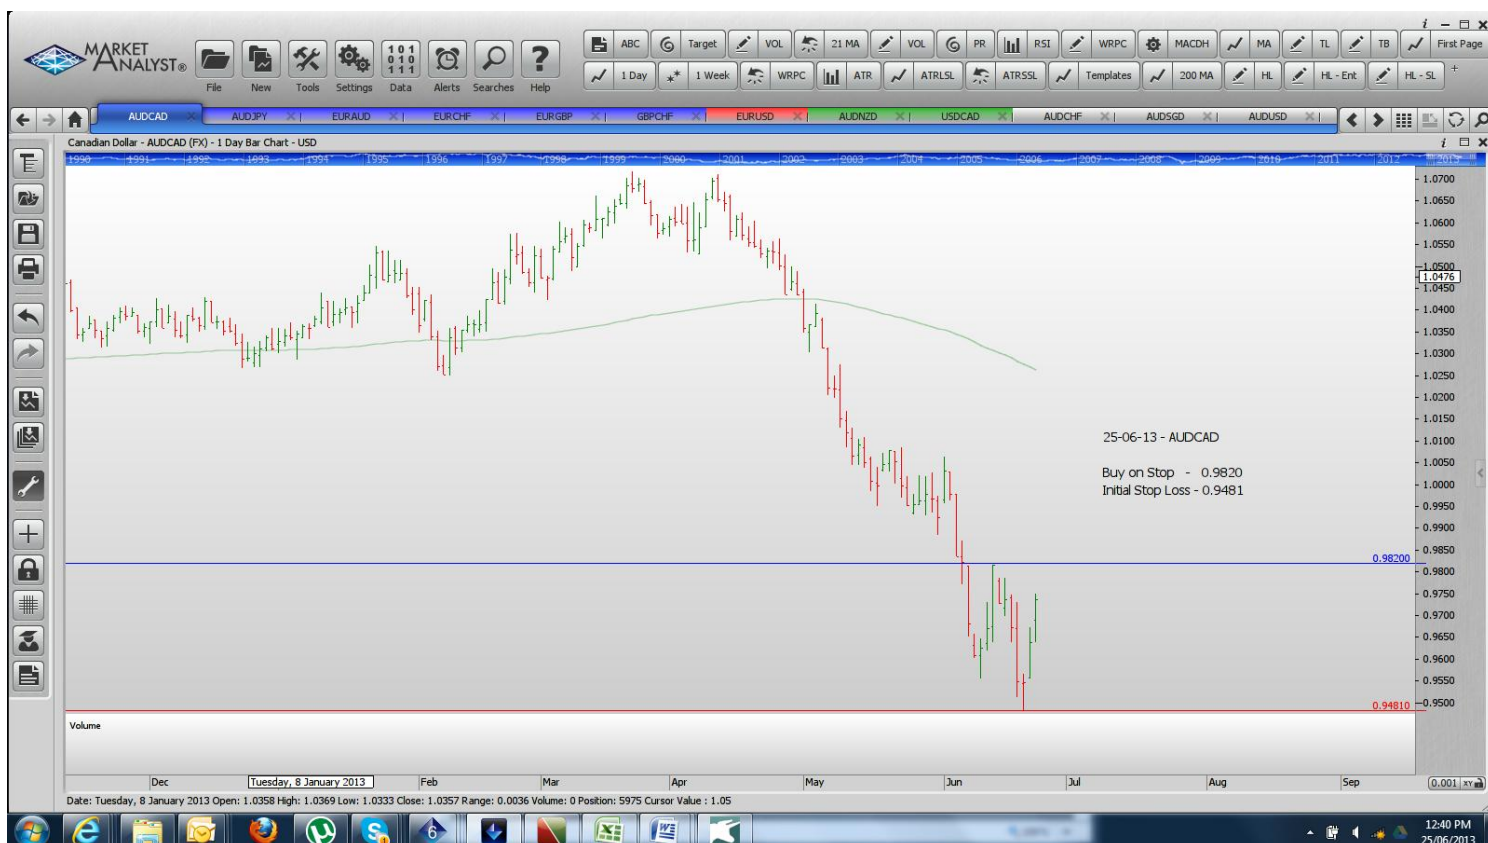 i
MARKET ANALYST®
File New Tools Settings Data Alerts Searches Help
ABC Target VOL 21 MA VOL PR RSI WRPC MACDH MA TL TB First Page
1 Day 1 Week WRPC ATR ATRLSL ATRSSL Templates 200 MA HL HL - Ent HL - SL
AUDCAD AUDJPY EURAUD EURCHF EURGBP GBPCHF EURUSD AUDNZD USDCAD AUDCHF AUDSGD AUDUSD
Canadian Dollar - AUDCAD (FX) - 1 Day Bar Chart - USD
1990 1991 1992 1993 1994 1995 1996 1997 1998 1999 2000 2001 2002 2003 2004 2005 2006 2007 2008 2009 2010 2011 2012 2013
1.0700
1.0650
1.0600
1.0550
1.0500
1.0476
1.0450
1.0400
1.0350
1.0300
1.0250
1.0200
1.0150
25-06-13 - AUDCAD
1.0100
1.0050
Buy on Stop - 0.9820
1.0000
Initial Stop Loss - 0.9481
0.9950
0.9900
0.9850
0.98200
0.9800
0.9750
0.9700
0.9650
0.9600
0.9550
0.94810
0.9500
Volume
Dec Tuesday, 8 January 2013 Feb Mar Apr May Jun Jul Aug Sep 0.001 XY
Date: Tuesday, 8 January 2013 Open: 1.0358 High: 1.0369 Low: 1.0333 Close: 1.0357 Range: 0.0036 Volume: 0 Position: 5975 Cursor Value : 1.05
12:40 PM
25/06/2013